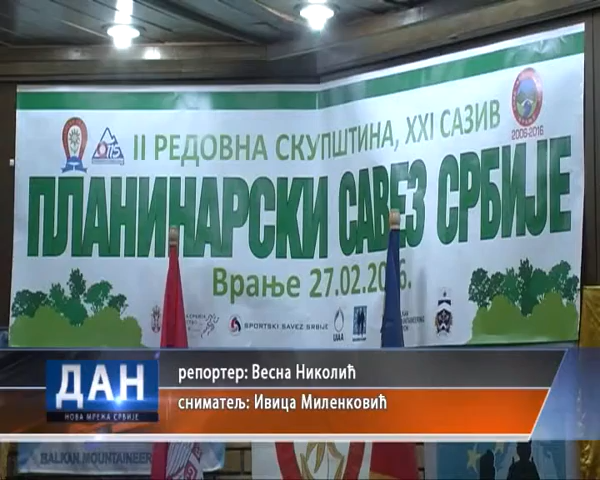 II РЕДОВНА СКУПШТИНА, XXI САЗИВ
2006-2016
ПЛАНИНАРСКИ САВЕЗ СРБИЈЕ
Врање 27.02.2016.
SPORTSKI SAVEZ SRBIJE
ДАН
НОВА МРЕЖА СРБИЈЕ
репортер: Весна Николић
сниматељ: Ивица Миленковић
BALKAN MOUNTAINEER